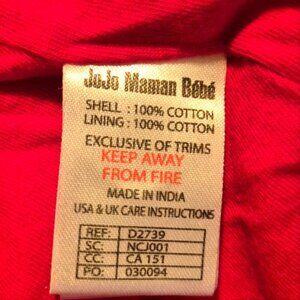 JoJo Maman Bébé
SHELL : 100% COTTON
LINING : 100% COTTON
EXCLUSIVE OF TRIMS
KEEP AWAY
FROM FIRE
MADE IN INDIA
USA & UK CARE INSTRUCTIONS
REF: D2739
SC: NCJ001
CC: CA 151
PO: 030094